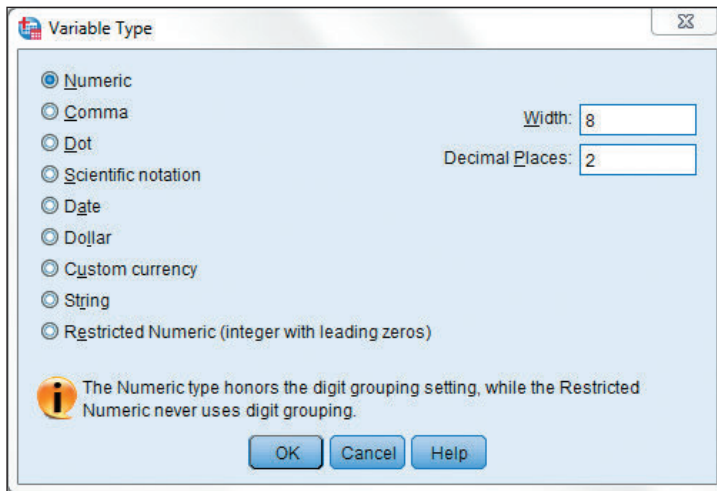 Variable Type
Numeric
Comma
Dot
Scientific notation
Date
Dollar
Custom currency
String
Restricted Numeric (integer with leading zeros)
Width: 8
Decimal Places: 2
The Numeric type honors the digit grouping setting, while the Restricted
Numeric never uses digit grouping.
OK Cancel Help